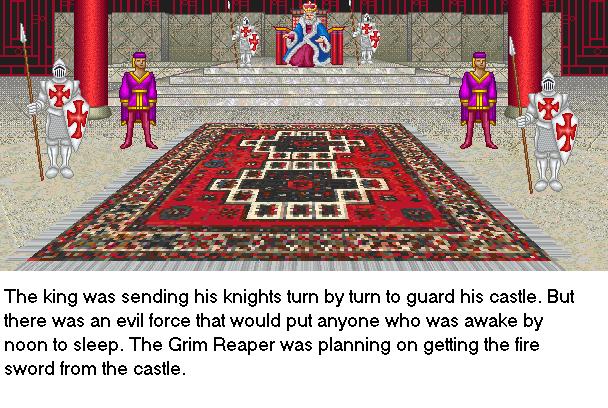 The king was sending his knights turn by turn to guard his castle. But
there was an evil force that would put anyone who was awake by
noon to sleep. The Grim Reaper was planning on getting the fire
sword from the castle.